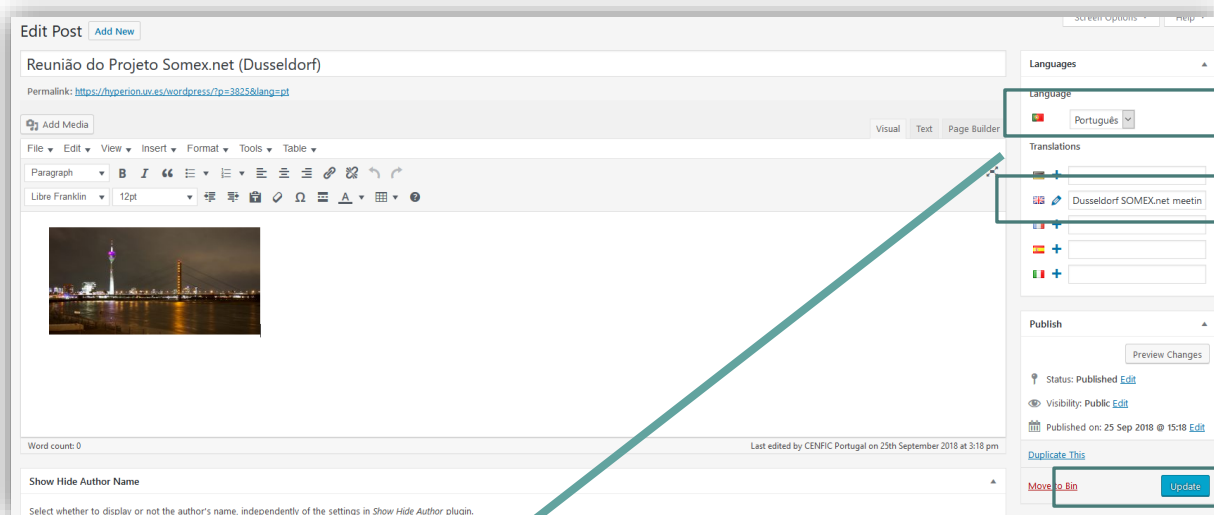 Screen Options Help
Edit Post Add New
Reunião do Projeto Somex.net (Dusseldorf)
Permalink: https://hyperion.uv.es/wordpress/?p=3825&lang=pt
Add Media
Visual Text Page Builder
File Edit View Insert Format Tools Table
Paragraph
Libre Franklin 12pt
Word count: 0 Last edited by CENFIC Portugal on 25th September 2018 at 3:18 pm
Show Hide Author Name
Select whether to display or not the author's name, independently of the settings in Show Hide Author plugin.
Languages
Language
Português
Translations
Dusseldorf SOMEX.net meetin
Publish
Preview Changes
Status: Published Edit
Visibility: Public Edit
Published on: 25 Sep 2018 @ 15:18 Edit
Duplicate This
Move to Bin Update